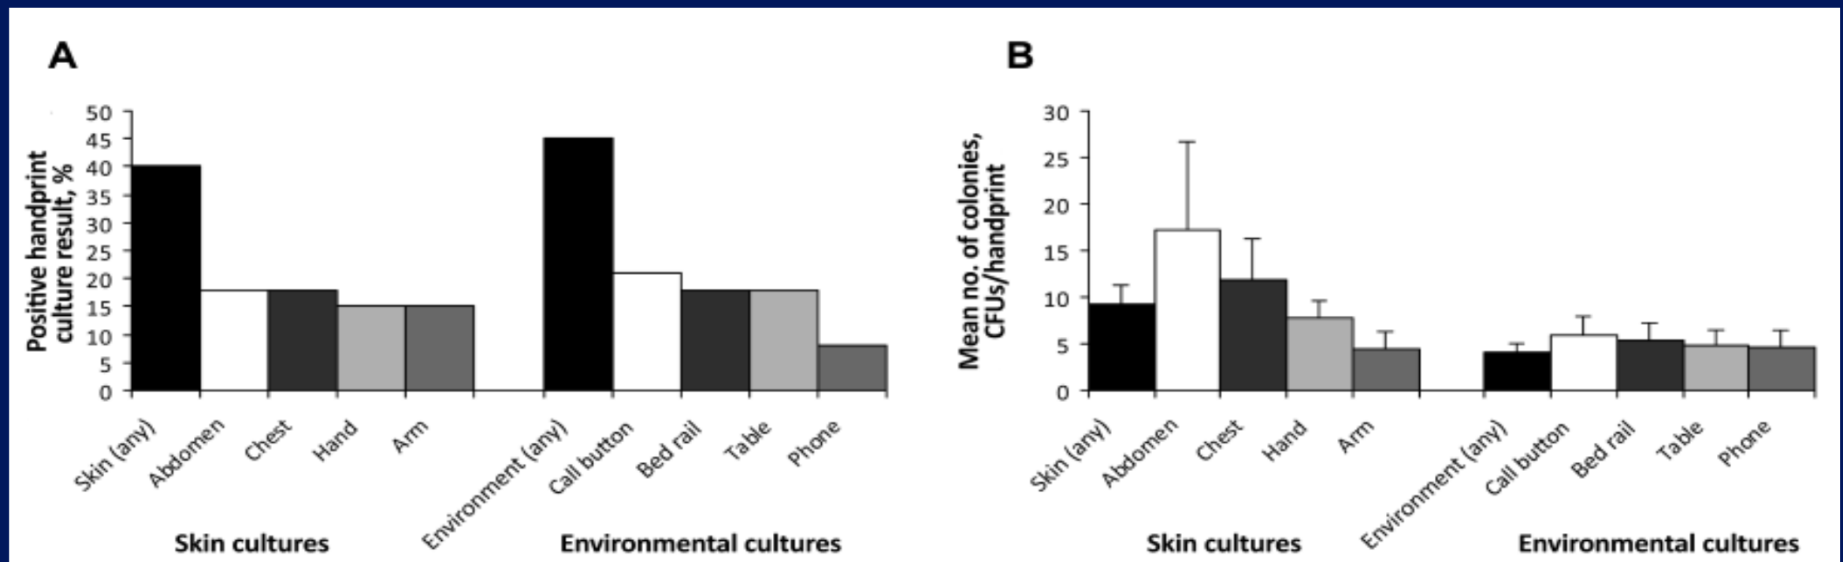 A
Positive handprint
culture result, %
50
45
40
35
30
25
20
15
10
5
0
Skin (any)
Abdomen
Chest
Hand
Arm
Environment (any)
Call button
Bed rail
Table
Phone
Skin cultures
Environmental cultures
B
Mean no. of colonies,
CFUs/handprint
30
25
20
15
10
5
0
Skin (any)
Abdomen
Chest
Hand
Arm
Environment (any)
Call button
Bed rail
Table
Phone
Skin cultures
Environmental cultures